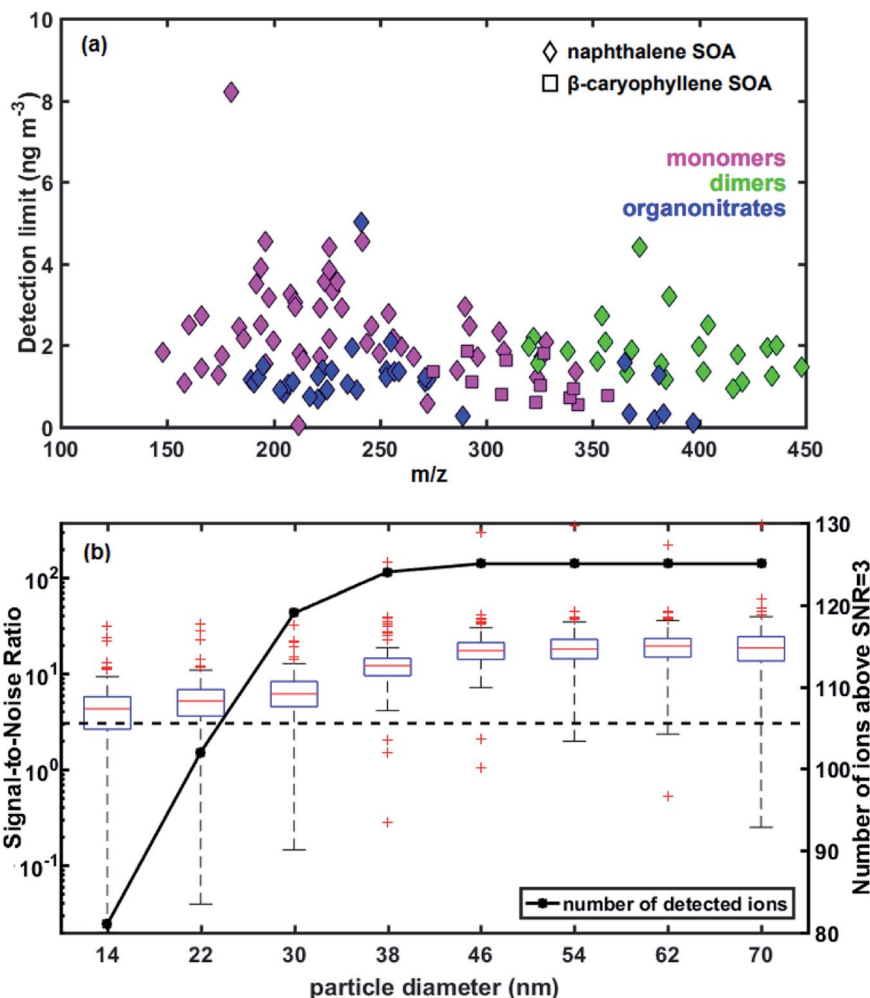 (a)
naphthalene SOA
β-caryophyllene SOA
monomers
dimers
organonitrates
Detection limit (ng m⁻³)
10
8
6
4
2
0
100 150 200 250 300 350 400 450
m/z
(b)
Signal-to-Noise Ratio
10²
10¹
10⁰
10⁻¹
Number of ions above SNR=3
130
120
110
100
90
80
number of detected ions
14 22 30 38 46 54 62 70
particle diameter (nm)